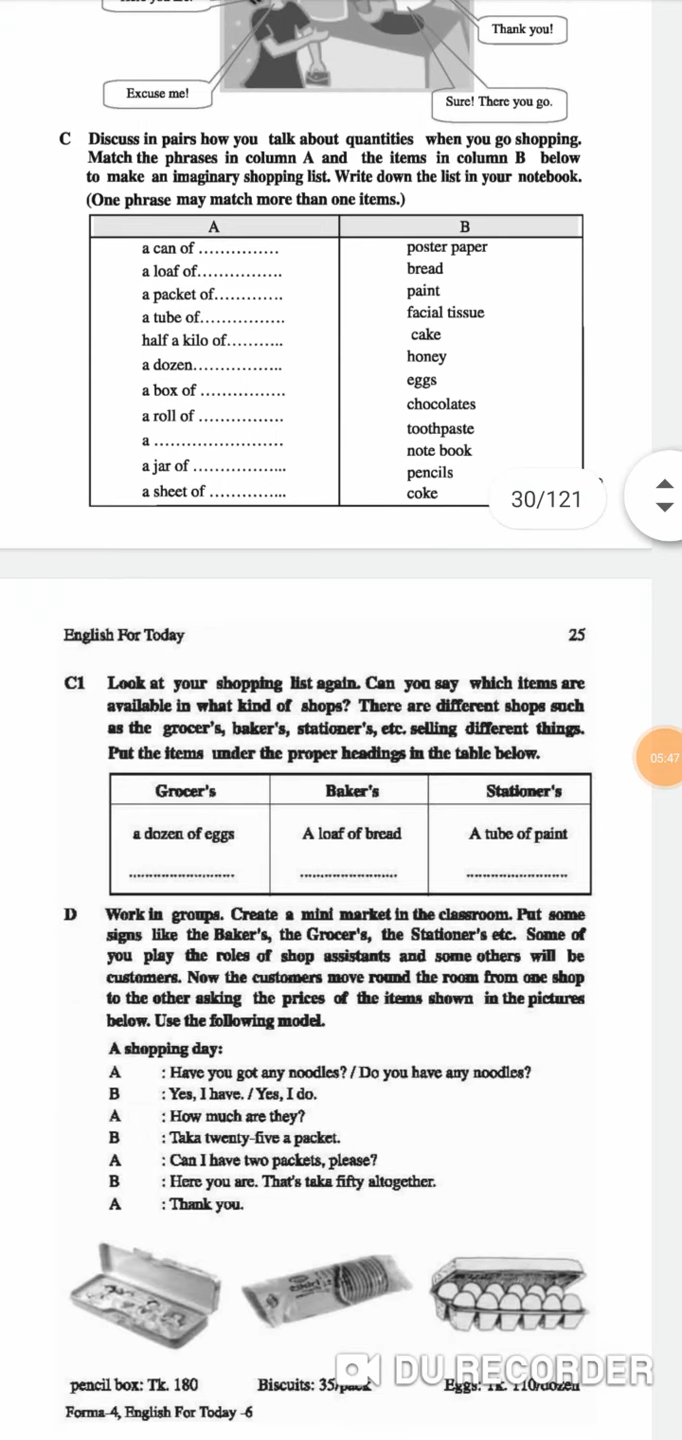 Thank you!
Excuse me!
Sure! There you go.
C Discuss in pairs how you talk about quantities when you go shopping.
Match the phrases in column A and the items in column B below
to make an imaginary shopping list. Write down the list in your notebook.
(One phrase may match more than one items.)
A B
a can of ............... poster paper
a loaf of................ bread
a packet of............. paint
a tube of................ facial tissue
half a kilo of........... cake
a dozen................. honey
a box of ................ eggs
a roll of ................ chocolates
a ........................ toothpaste
a jar of .................. note book
a sheet of ............... pencils
coke
30/121
English For Today 25
C1 Look at your shopping list again. Can you say which items are
available in what kind of shops? There are different shops such
as the grocer's, baker's, stationer's, etc. selling different things.
Put the items under the proper headings in the table below.
Grocer's Baker's Stationer's
a dozen of eggs A loaf of bread A tube of paint
........................ ........................ ........................
05:47
D Work in groups. Create a mini market in the classroom. Put some
signs like the Baker's, the Grocer's, the Stationer's etc. Some of
you play the roles of shop assistants and some others will be
customers. Now the customers move round the room from one shop
to the other asking the prices of the items shown in the pictures
below. Use the following model.
A shopping day:
A : Have you got any noodles? / Do you have any noodles?
B : Yes, I have. / Yes, I do.
A : How much are they?
B : Taka twenty-five a packet.
A : Can I have two packets, please?
B : Here you are. That's taka fifty altogether.
A : Thank you.
DU RECORDER
pencil box: Tk. 180 Biscuits: 35/pack Eggs: Tk. 110/dozen
Forma-4, English For Today -6